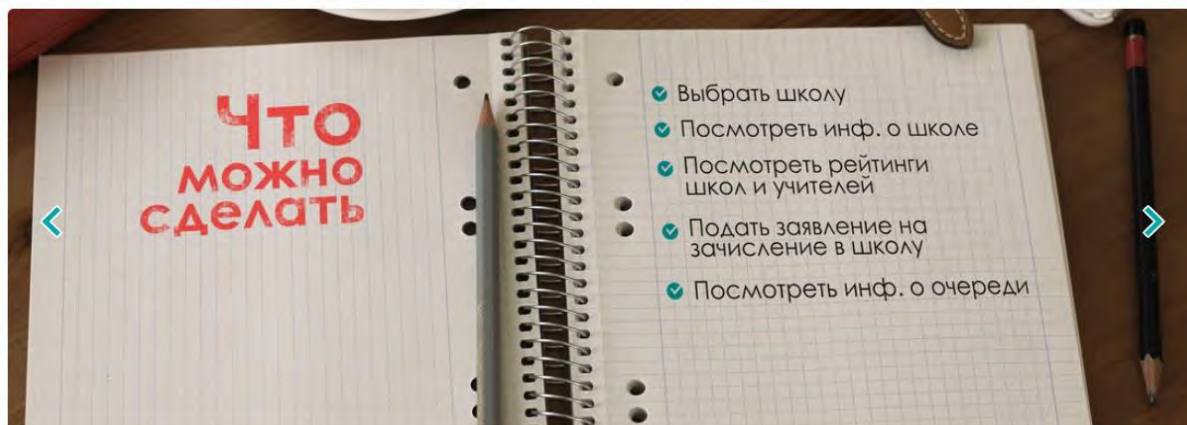 Что
можно
сделать
Выбрать школу
Посмотреть инф. о школе
Посмотреть рейтинги
школ и учителей
Подать заявление на
зачисление в школу
Посмотреть инф. о очереди